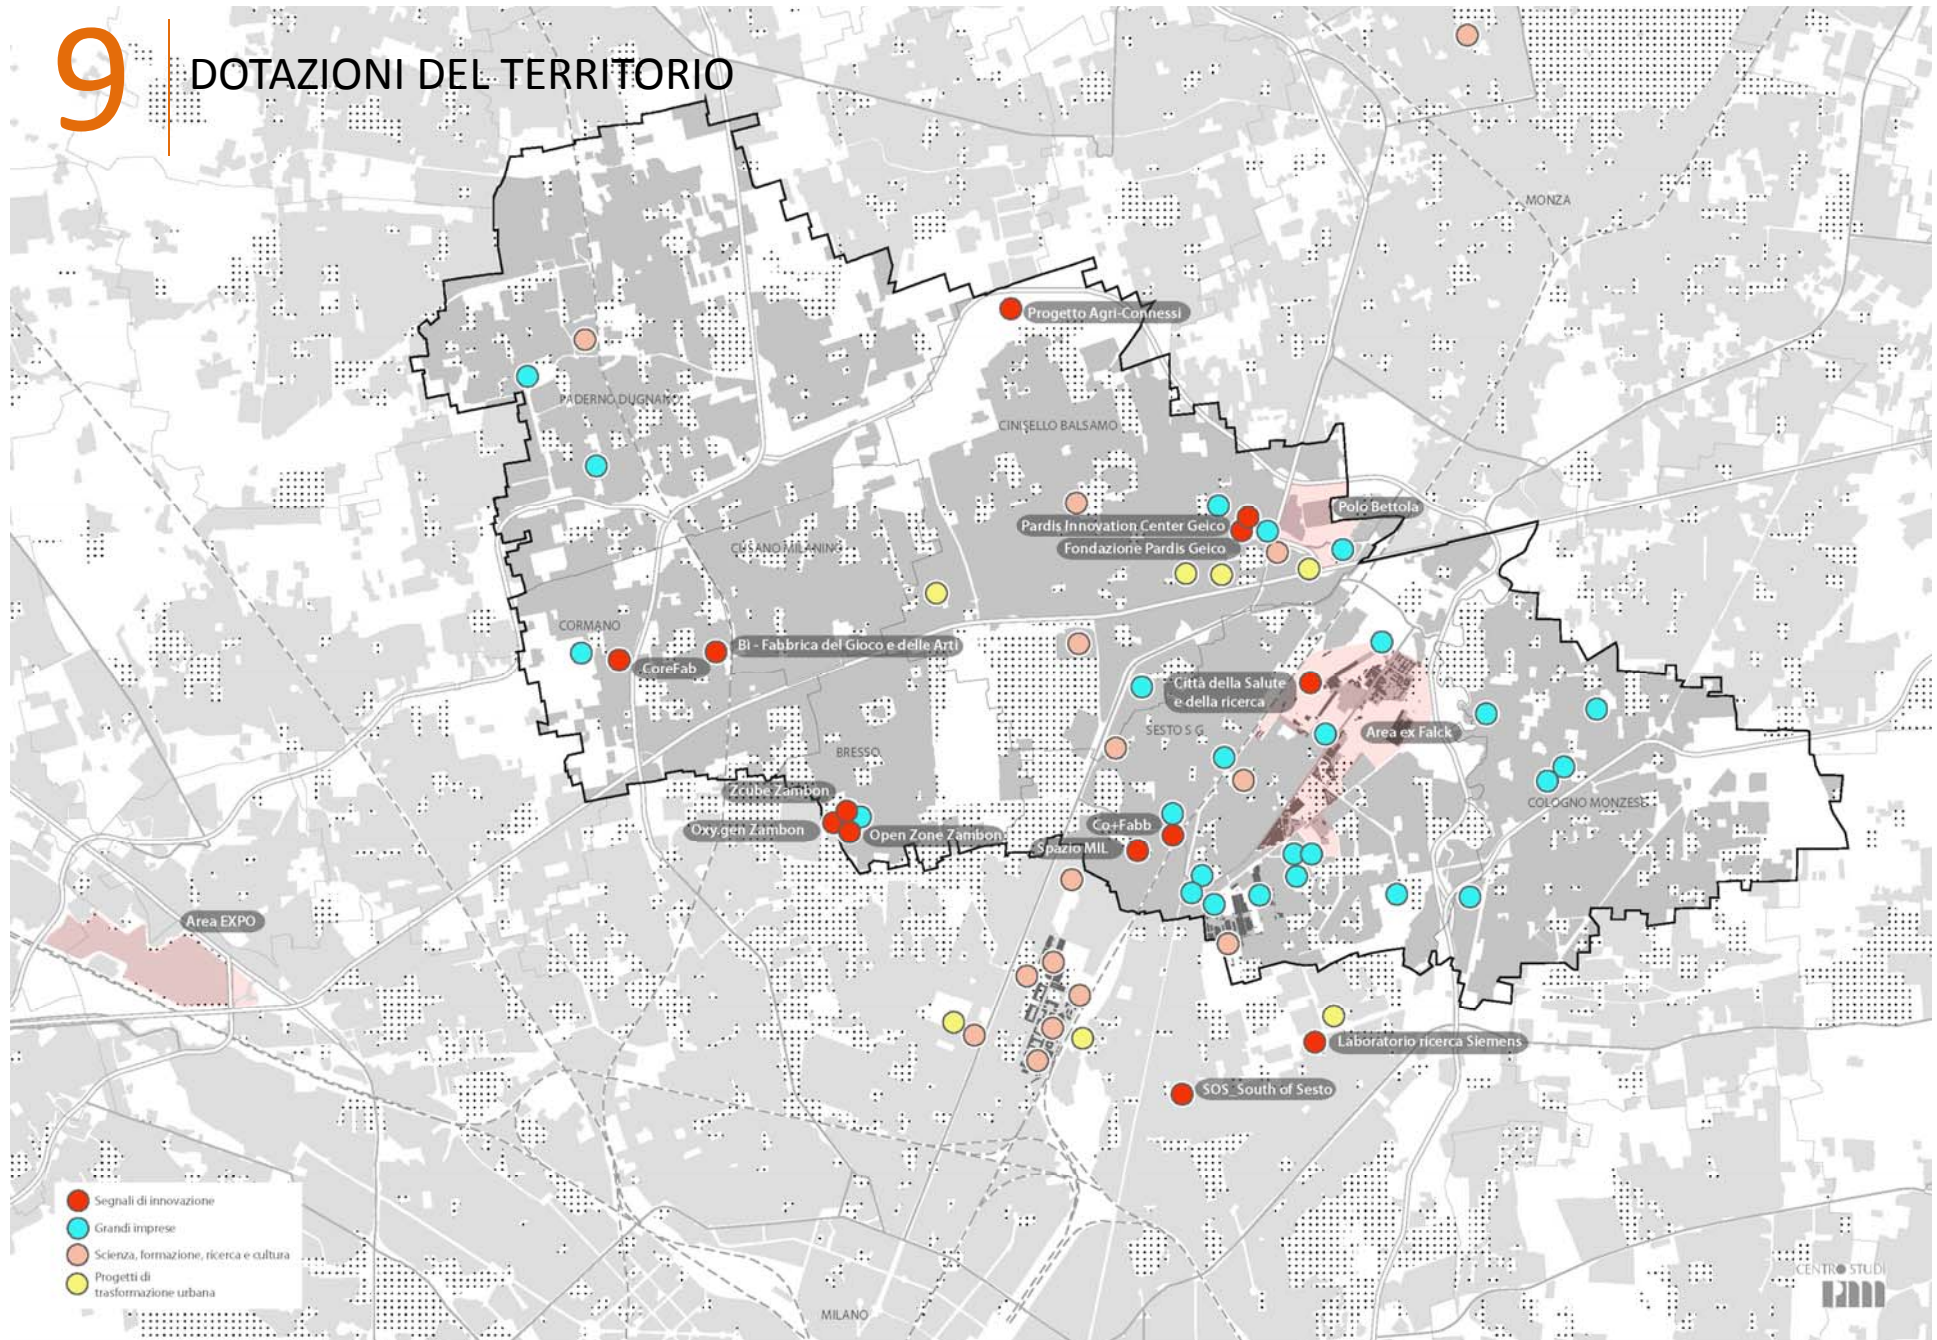 9
DOTAZIONI DEL TERRITORIO
MONZA
Progetto Agri-Connessi
PADERNO DUGNANO
CINISELLO BALSAMO
Polo Bettola
Pardis Innovation Center Geico
Fondazione Pardis Geico
CUSANO MILANINO
CORMANO
Bì - Fabbrica del Gioco e delle Arti
CoreFab
Città della Salute
e della ricerca
SESTO S G
Area ex Falck
BRESSO
Zcube Zambon
COLOGNO MONZESE
Oxy.gen Zambon
Open Zone Zambon
Co+Fabb
Spazio MIL
Area EXPO
Laboratorio ricerca Siemens
SOS_South of Sesto
Segnali di innovazione
Grandi imprese
Scienza, formazione, ricerca e cultura
Progetti di
trasformazione urbana
MILANO
CENTRO STUDI
PIM